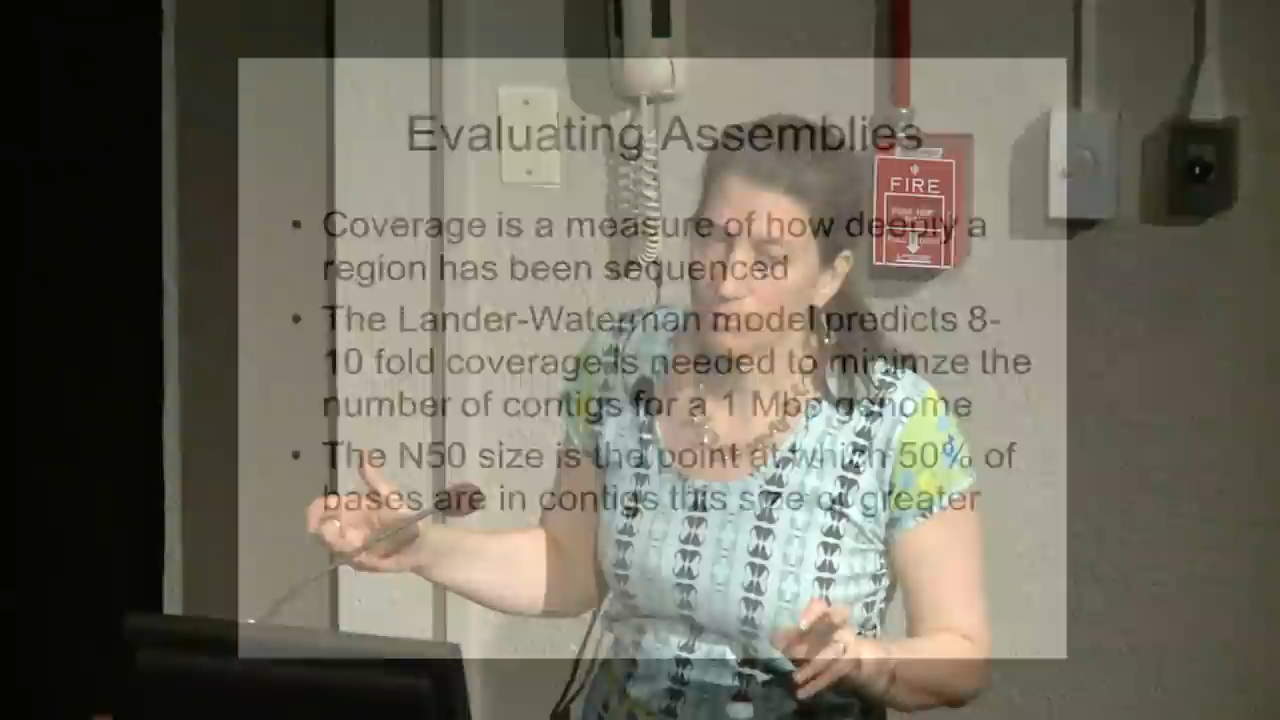 Evaluating Assemblies
• Coverage is a measure of how deeply a
region has been sequenced
• The Lander-Waterman model predicts 8-
10 fold coverage is needed to minimze the
number of contigs for a 1 Mbp genome
• The N50 size is the point at which 50% of
bases are in contigs this size or greater
FIRE